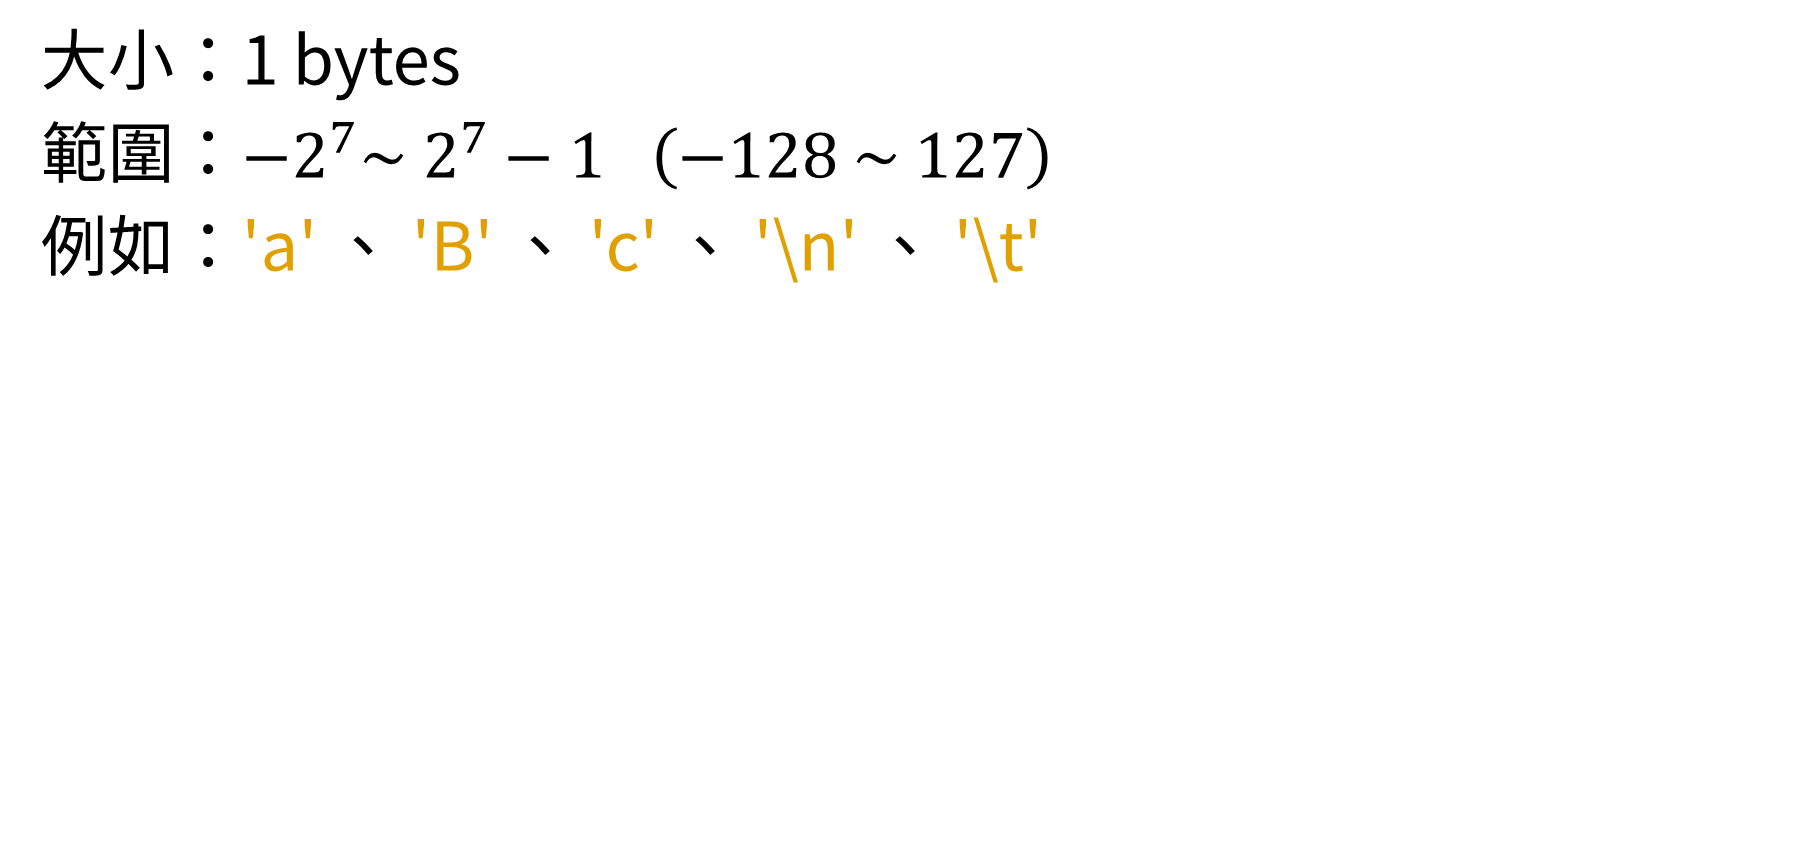 大小：1 bytes
範圍：−2⁷~ 2⁷ − 1 (−128 ~ 127)
例如：'a' 、 'B' 、 'c' 、 '\n' 、 '\t'